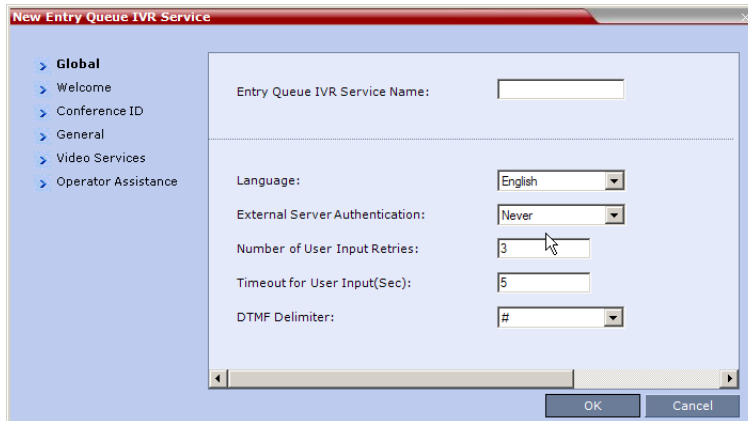 New Entry Queue IVR Service
Global
Welcome
Conference ID
General
Video Services
Operator Assistance
Entry Queue IVR Service Name:
Language: English
External Server Authentication: Never
Number of User Input Retries: 3
Timeout for User Input(Sec): 5
DTMF Delimiter: #
OK Cancel